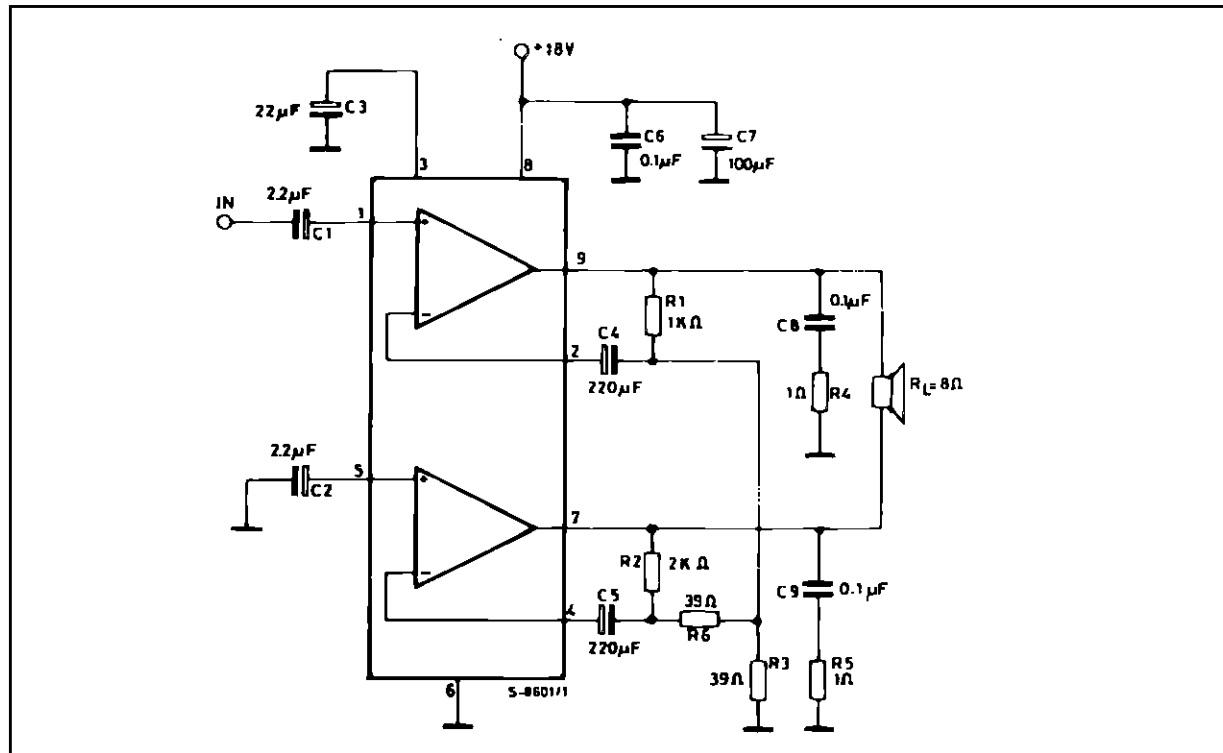 +18V
22µF
C3
C6
0.1µF
C7
100µF
3
8
IN
2.2µF
C1
1
+
−
9
R1
1KΩ
0.1µF
C8
C4
2
220µF
1Ω
R4
RL=8Ω
2.2µF
C2
5
+
−
7
R2
2KΩ
C9
0.1µF
C5
4
220µF
39Ω
R6
39Ω
R3
R5
1Ω
6
S-8601/1